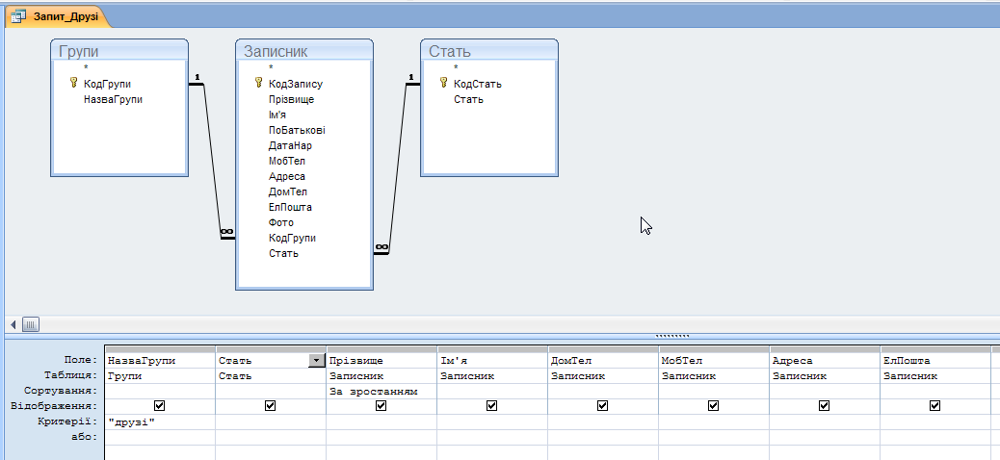 Запит_Друзі
Групи
*
КодГрупи
НазваГрупи
1
∞
Записник
*
КодЗапису
Прізвище
Ім'я
ПоБатькові
ДатаНар
МобТел
Адреса
ДомТел
ЕлПошта
Фото
КодГрупи
Стать
1
∞
Стать
*
КодСтать
Стать
Поле: НазваГрупи Стать Прізвище Ім'я ДомТел МобТел Адреса ЕлПошта
Таблиця: Групи Стать Записник Записник Записник Записник Записник Записник
Сортування: За зростанням
Відображення:
Критерії: "друзі"
або: